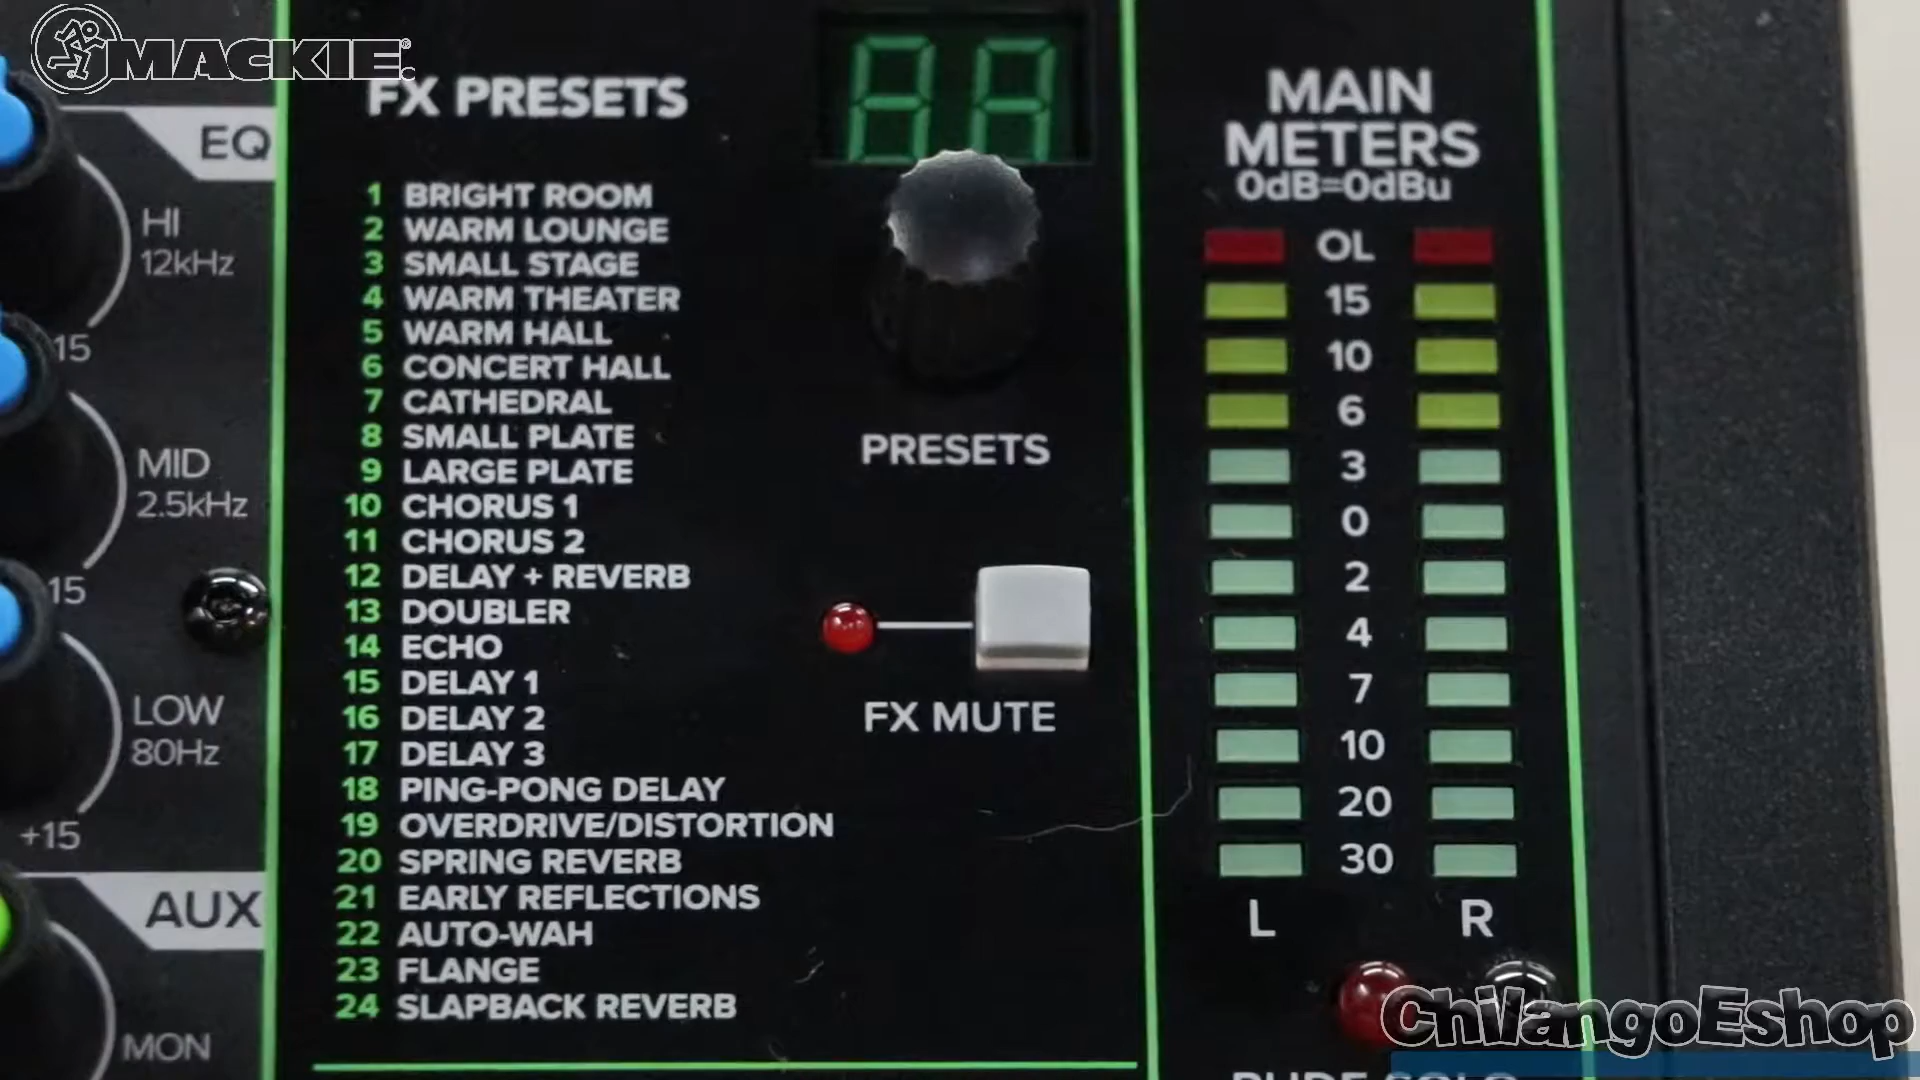 MACKIE®
EQ
HI
12kHz
15
MID
2.5kHz
15
LOW
80Hz
+15
AUX
MON
FX PRESETS
1 BRIGHT ROOM
2 WARM LOUNGE
3 SMALL STAGE
4 WARM THEATER
5 WARM HALL
6 CONCERT HALL
7 CATHEDRAL
8 SMALL PLATE
9 LARGE PLATE
10 CHORUS 1
11 CHORUS 2
12 DELAY + REVERB
13 DOUBLER
14 ECHO
15 DELAY 1
16 DELAY 2
17 DELAY 3
18 PING-PONG DELAY
19 OVERDRIVE/DISTORTION
20 SPRING REVERB
21 EARLY REFLECTIONS
22 AUTO-WAH
23 FLANGE
24 SLAPBACK REVERB
PRESETS
FX MUTE
MAIN
METERS
0dB=0dBu
OL
15
10
6
3
0
2
4
7
10
20
30
L R
ChilangoEshop